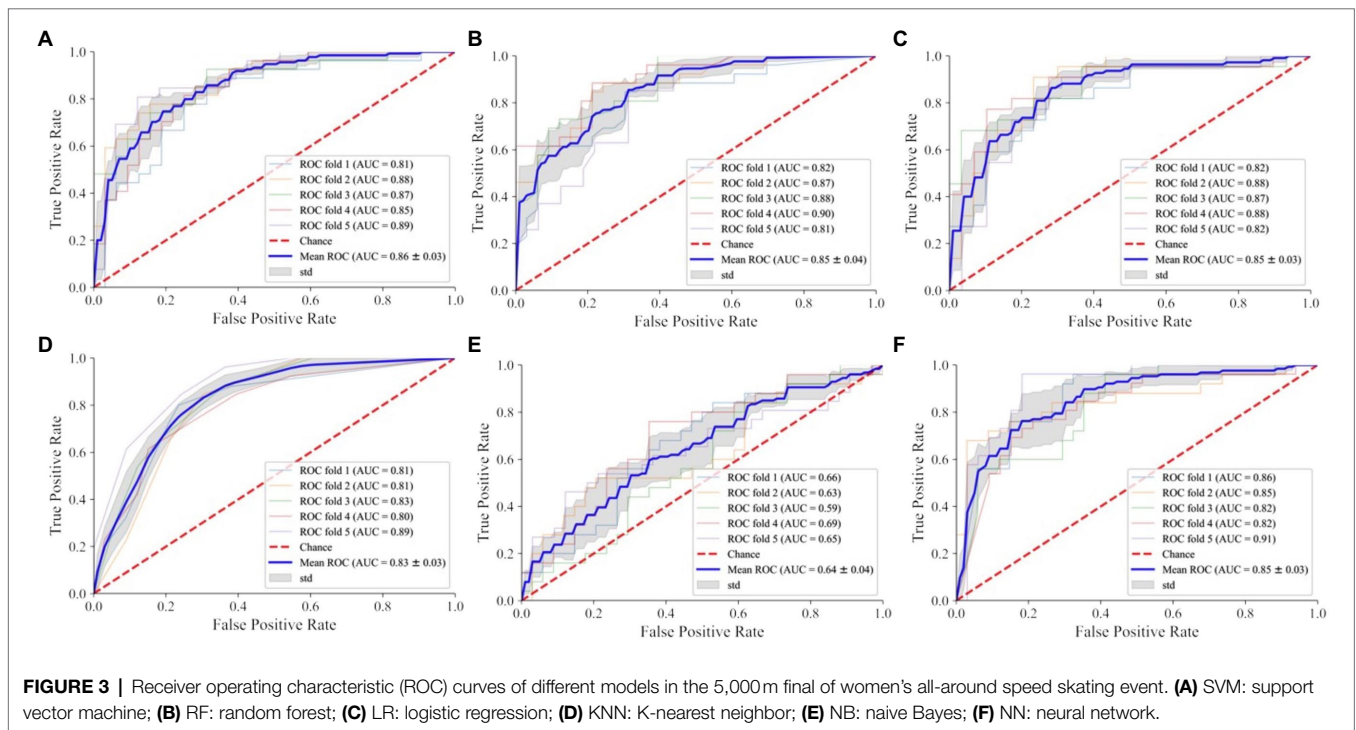 A
1.0
0.8
0.6
0.4
0.2
0.0
True Positive Rate
0.0 0.2 0.4 0.6 0.8 1.0
False Positive Rate
ROC fold 1 (AUC = 0.81)
ROC fold 2 (AUC = 0.88)
ROC fold 3 (AUC = 0.87)
ROC fold 4 (AUC = 0.85)
ROC fold 5 (AUC = 0.89)
Chance
Mean ROC (AUC = 0.86 ± 0.03)
std
B
1.0
0.8
0.6
0.4
0.2
0.0
True Positive Rate
0.0 0.2 0.4 0.6 0.8 1.0
False Positive Rate
ROC fold 1 (AUC = 0.82)
ROC fold 2 (AUC = 0.87)
ROC fold 3 (AUC = 0.88)
ROC fold 4 (AUC = 0.90)
ROC fold 5 (AUC = 0.81)
Chance
Mean ROC (AUC = 0.85 ± 0.04)
std
C
1.0
0.8
0.6
0.4
0.2
0.0
True Positive Rate
0.0 0.2 0.4 0.6 0.8 1.0
False Positive Rate
ROC fold 1 (AUC = 0.82)
ROC fold 2 (AUC = 0.88)
ROC fold 3 (AUC = 0.87)
ROC fold 4 (AUC = 0.88)
ROC fold 5 (AUC = 0.82)
Chance
Mean ROC (AUC = 0.85 ± 0.03)
std
D
1.0
0.8
0.6
0.4
0.2
0.0
True Positive Rate
0.0 0.2 0.4 0.6 0.8 1.0
False Positive Rate
ROC fold 1 (AUC = 0.81)
ROC fold 2 (AUC = 0.81)
ROC fold 3 (AUC = 0.83)
ROC fold 4 (AUC = 0.80)
ROC fold 5 (AUC = 0.89)
Chance
Mean ROC (AUC = 0.83 ± 0.03)
std
E
1.0
0.8
0.6
0.4
0.2
0.0
True Positive Rate
0.0 0.2 0.4 0.6 0.8 1.0
False Positive Rate
ROC fold 1 (AUC = 0.66)
ROC fold 2 (AUC = 0.63)
ROC fold 3 (AUC = 0.59)
ROC fold 4 (AUC = 0.69)
ROC fold 5 (AUC = 0.65)
Chance
Mean ROC (AUC = 0.64 ± 0.04)
std
F
1.0
0.8
0.6
0.4
0.2
0.0
True Positive Rate
0.0 0.2 0.4 0.6 0.8 1.0
False Positive Rate
ROC fold 1 (AUC = 0.86)
ROC fold 2 (AUC = 0.85)
ROC fold 3 (AUC = 0.82)
ROC fold 4 (AUC = 0.82)
ROC fold 5 (AUC = 0.91)
Chance
Mean ROC (AUC = 0.85 ± 0.03)
std
FIGURE 3 | Receiver operating characteristic (ROC) curves of different models in the 5,000 m final of women's all-around speed skating event. (A) SVM: support
vector machine; (B) RF: random forest; (C) LR: logistic regression; (D) KNN: K-nearest neighbor; (E) NB: naive Bayes; (F) NN: neural network.